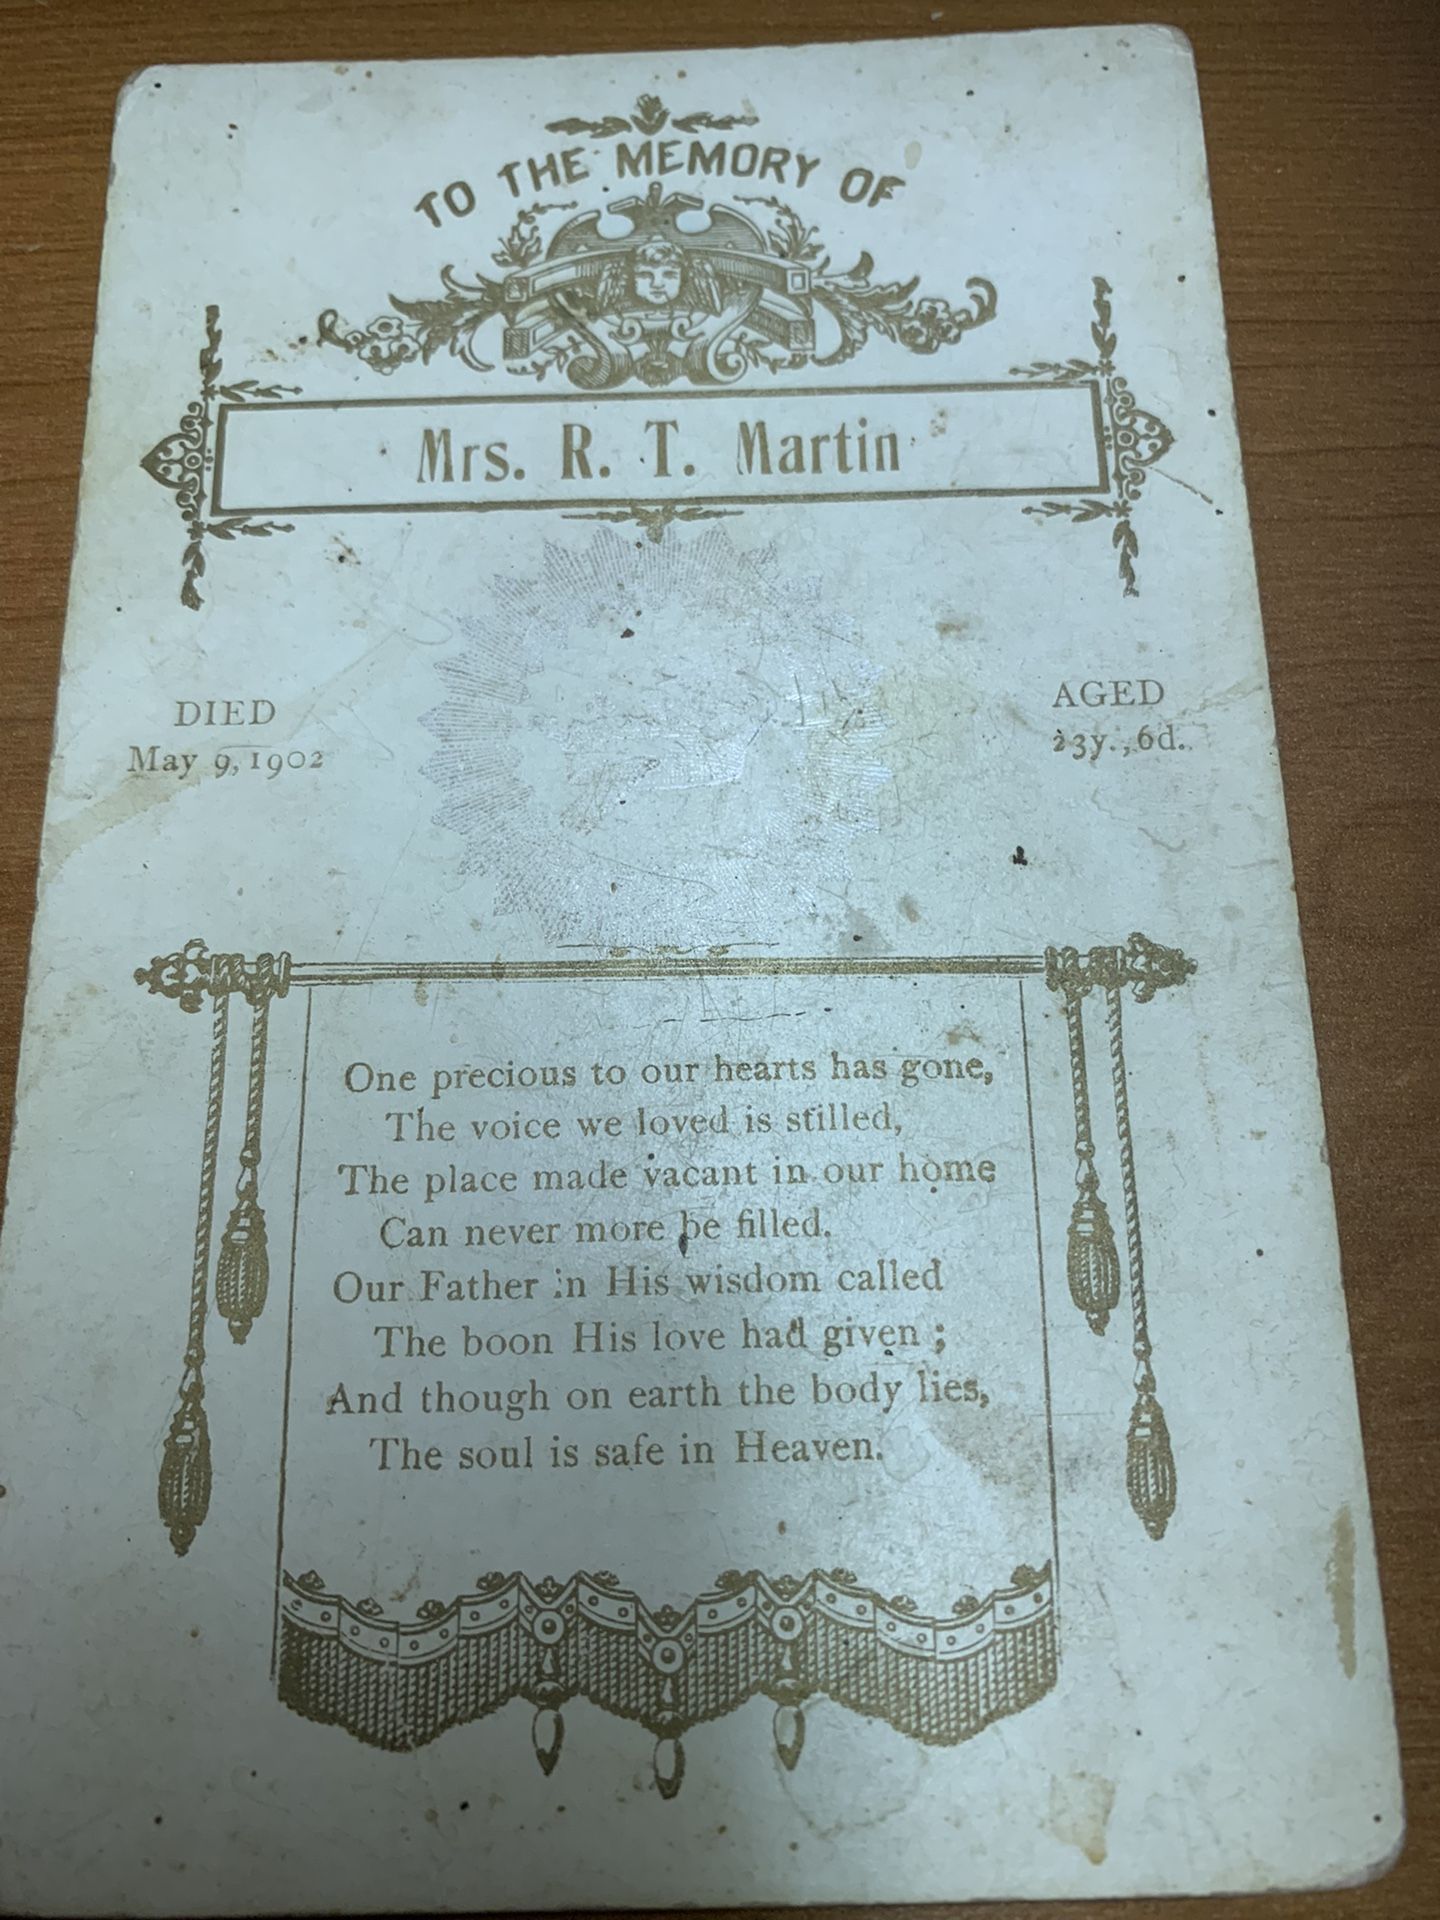 TO THE MEMORY OF
Mrs. R. T. Martin
DIED
May 9, 1902
AGED
23y., 6d.
One precious to our hearts has gone,
The voice we loved is stilled,
The place made vacant in our home
Can never more be filled.
Our Father in His wisdom called
The boon His love had given ;
And though on earth the body lies,
The soul is safe in Heaven.